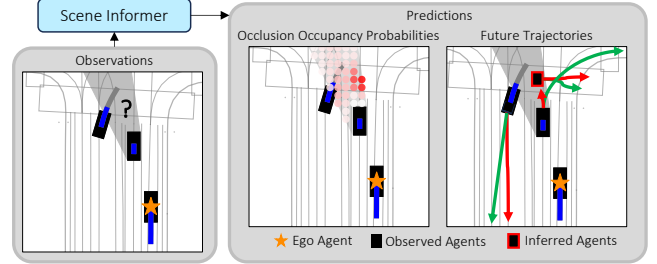 Scene Informer
Predictions
Observations
Occlusion Occupancy Probabilities
Future Trajectories
?
Ego Agent
Observed Agents
Inferred Agents